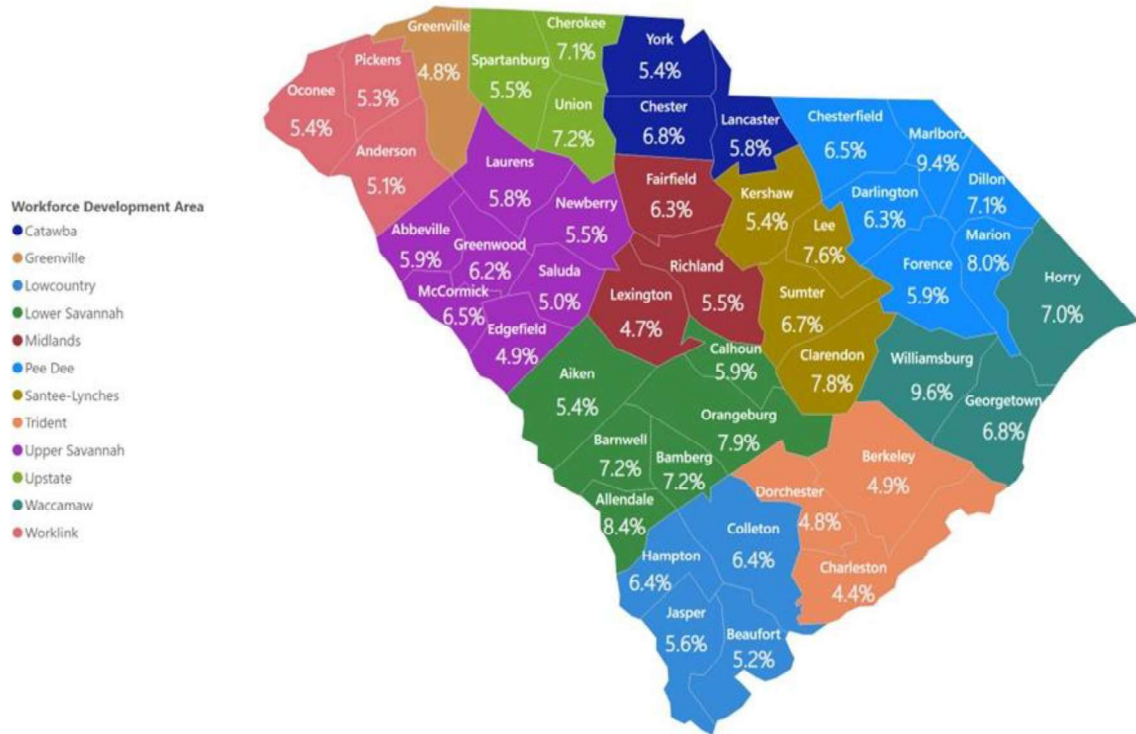 Workforce Development Area
Catawba
Greenville
Lowcountry
Lower Savannah
Midlands
Pee Dee
Santee-Lynches
Trident
Upper Savannah
Upstate
Waccamaw
Worklink
Greenville
4.8%
Cherokee
7.1%
Pickens
5.3%
Spartanburg
5.5%
York
5.4%
Oconee
5.4%
Union
7.2%
Chester
6.8%
Lancaster
5.8%
Chesterfield
6.5%
Marlboro
9.4%
Anderson
5.1%
Laurens
5.8%
Fairfield
6.3%
Kershaw
5.4%
Darlington
6.3%
Dillon
7.1%
Newberry
5.5%
Lee
7.6%
Marion
8.0%
Abbeville
5.9%
Greenwood
6.2%
Saluda
5.0%
Richland
5.5%
Forence
5.9%
Horry
7.0%
McCormick
6.5%
Lexington
4.7%
Sumter
6.7%
Edgefield
4.9%
Calhoun
5.9%
Clarendon
7.8%
Williamsburg
9.6%
Aiken
5.4%
Georgetown
6.8%
Orangeburg
7.9%
Barnwell
7.2%
Bamberg
7.2%
Berkeley
4.9%
Allendale
8.4%
Dorchester
4.8%
Colleton
6.4%
Hampton
6.4%
Charleston
4.4%
Jasper
5.6%
Beaufort
5.2%